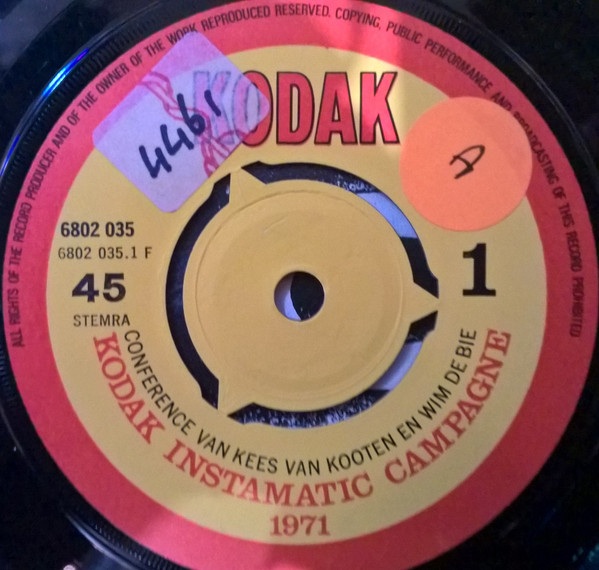 ALL RIGHTS OF THE RECORD PRODUCER AND OF THE OWNER OF THE WORK REPRODUCED RESERVED. COPYING, PUBLIC PERFORMANCE AND BROADCASTING OF THIS RECORD PROHIBITED
KODAK
4461
A
6802 035
6802 035.1 F
45
1
STEMRA
CONFERENCE VAN KEES VAN KOOTEN EN WIM DE BIE
KODAK INSTAMATIC CAMPAGNE
1971